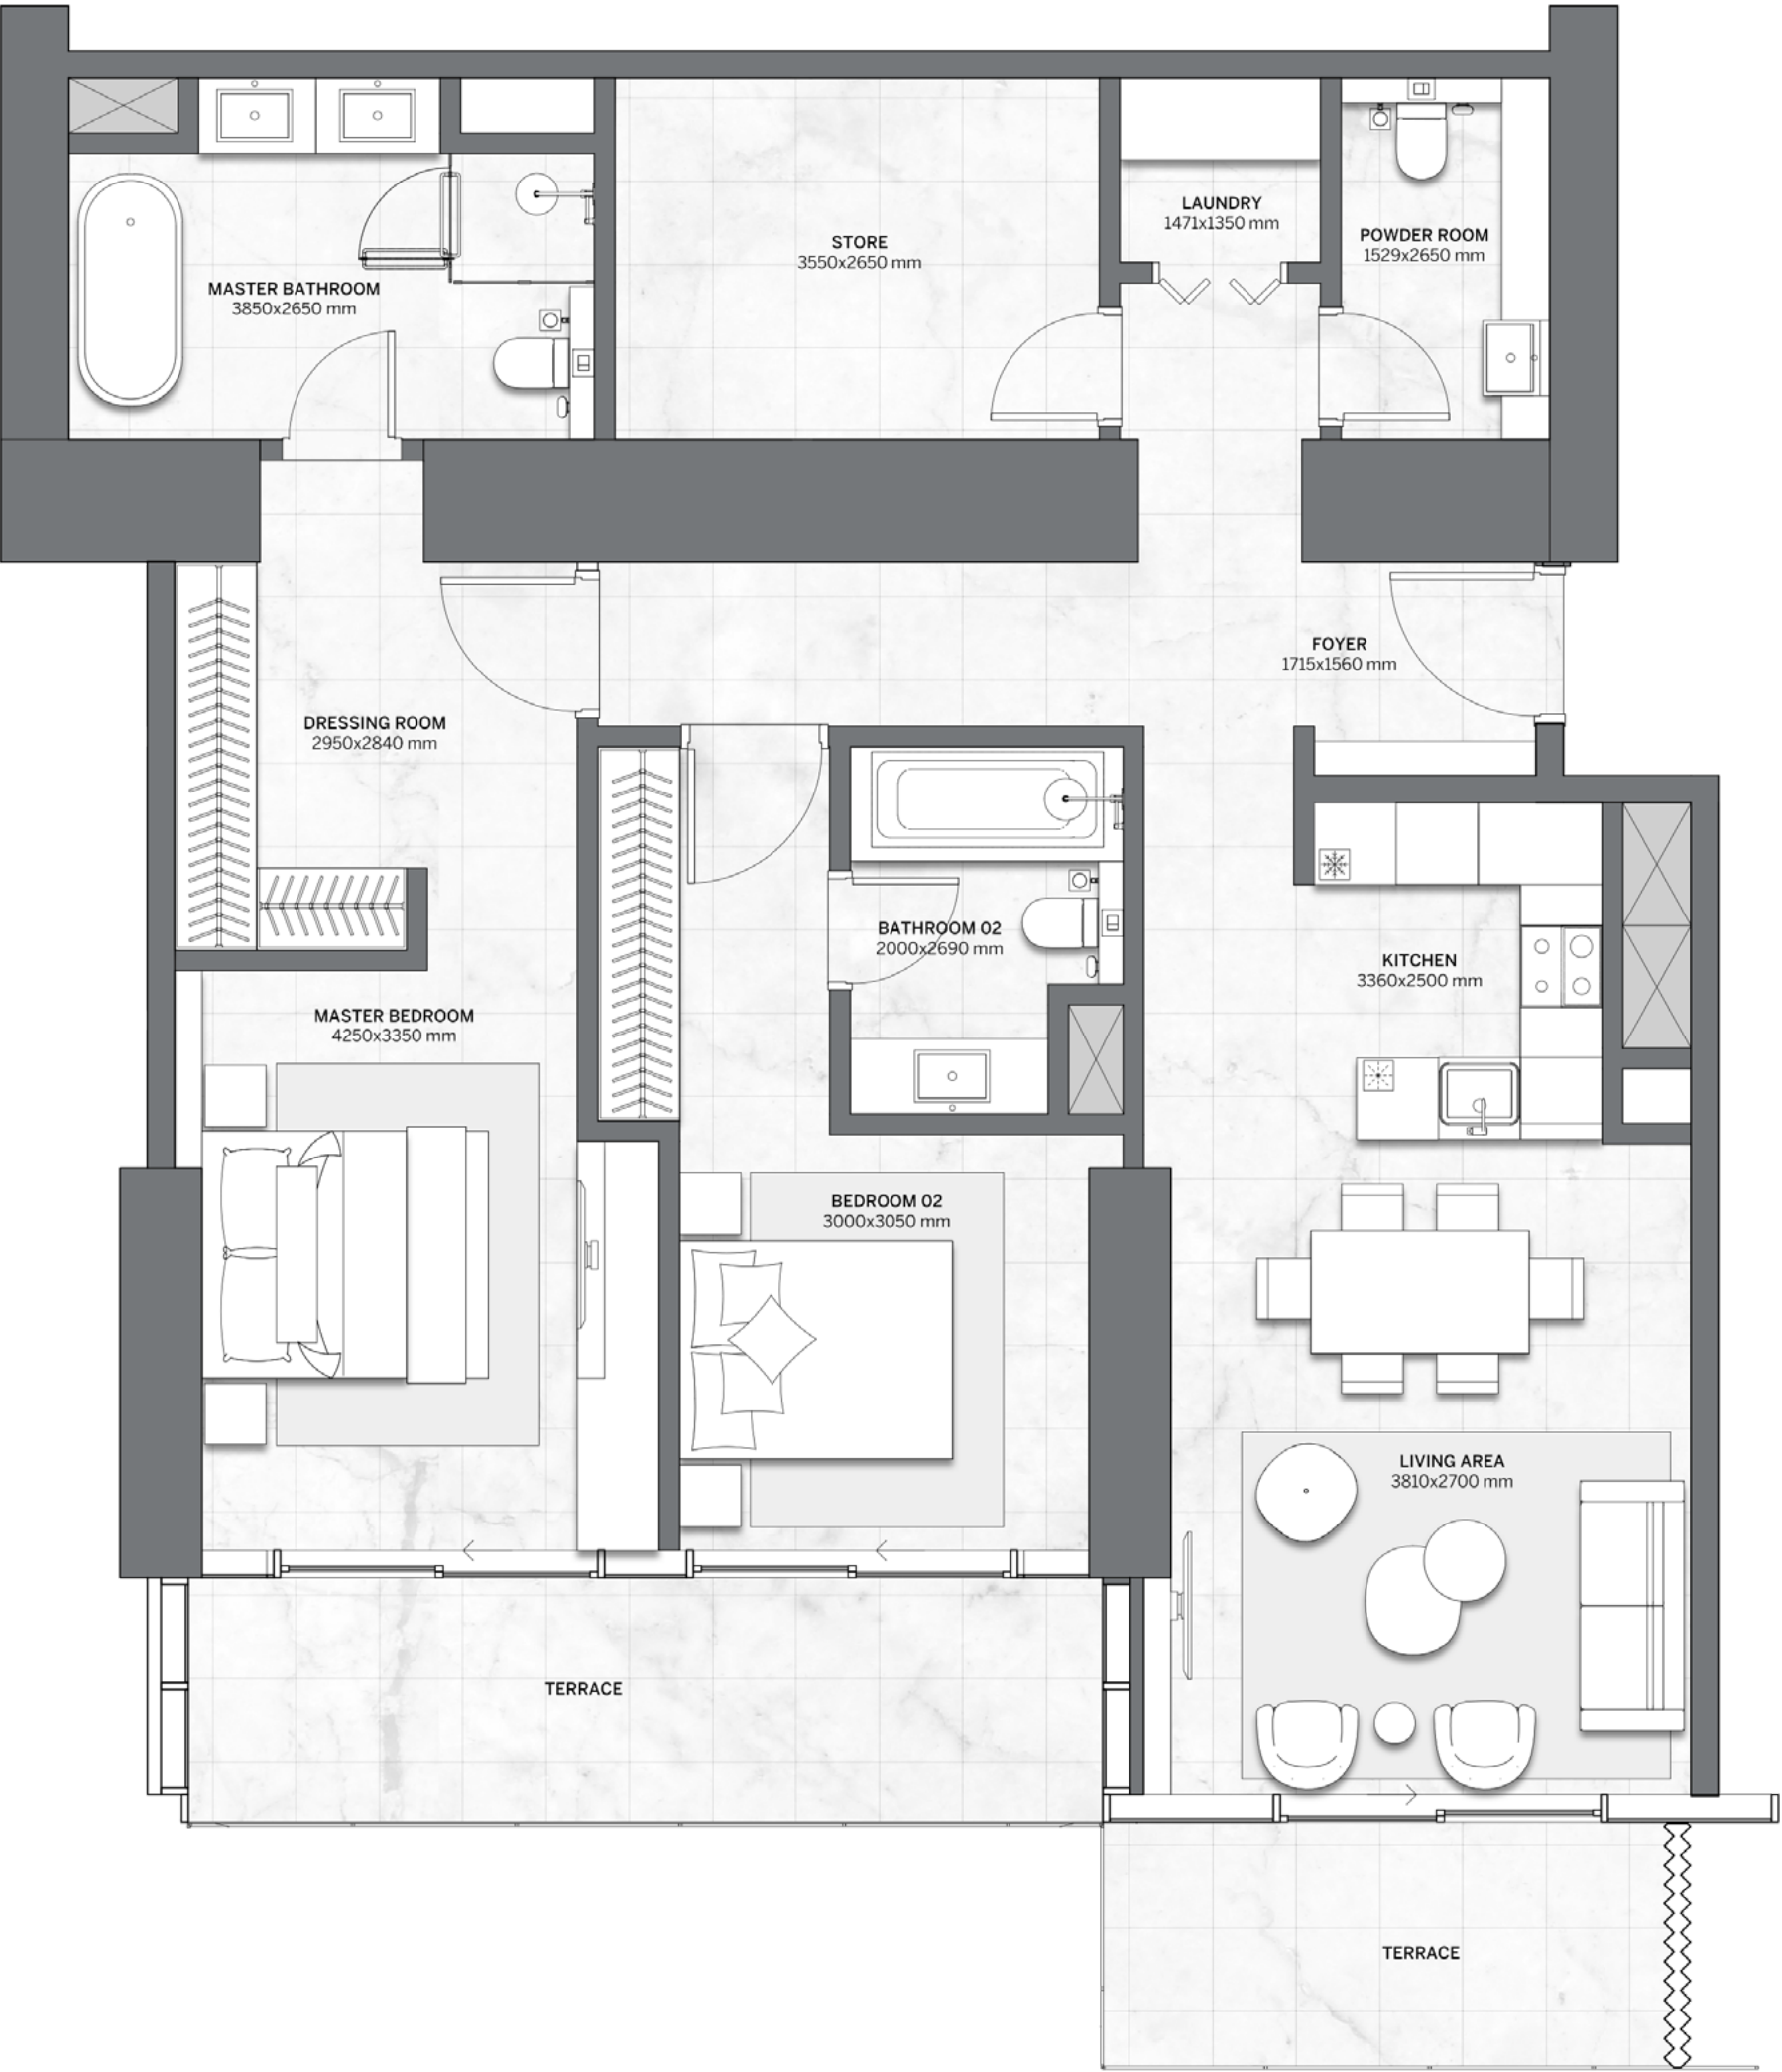 LAUNDRY
1471x1350 mm
POWDER ROOM
1529x2650 mm
STORE
3550x2650 mm
MASTER BATHROOM
3850x2650 mm
FOYER
1715x1560 mm
DRESSING ROOM
2950x2840 mm
BATHROOM 02
2000x2690 mm
KITCHEN
3360x2500 mm
MASTER BEDROOM
4250x3350 mm
BEDROOM 02
3000x3050 mm
LIVING AREA
3810x2700 mm
TERRACE
TERRACE